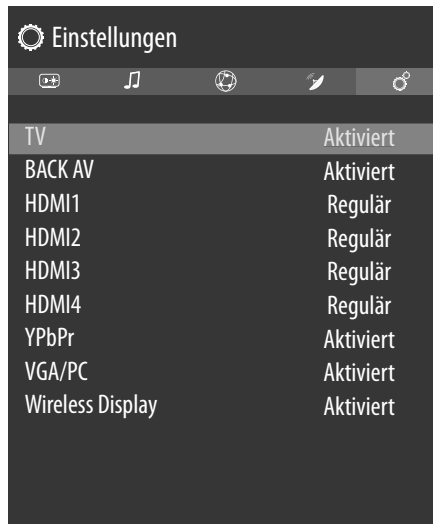 Einstellungen
TV Aktiviert
BACK AV Aktiviert
HDMI1 Regulär
HDMI2 Regulär
HDMI3 Regulär
HDMI4 Regulär
YPbPr Aktiviert
VGA/PC Aktiviert
Wireless Display Aktiviert